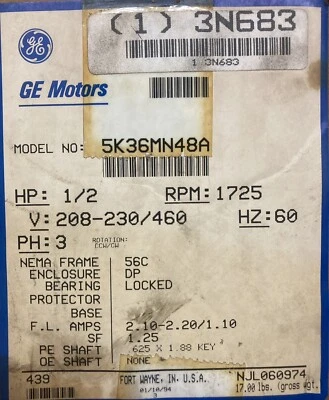 (1) 3N683
1 3N683
GE
GE Motors
MODEL NO: 5K36MN48A
HP: 1/2 RPM: 1725
V: 208-230/460 HZ: 60
PH: 3 ROTATION: CCW/CW
NEMA FRAME 56C
ENCLOSURE DP
BEARING LOCKED
PROTECTOR
BASE
F.L. AMPS 2.10-2.20/1.10
SF 1.25
PE SHAFT .625 X 1.88 KEY
OE SHAFT NONE
439 FORT WAYNE, IN. U.S.A. NJL060974
01/10/94 17.00 lbs. (gross wgt.